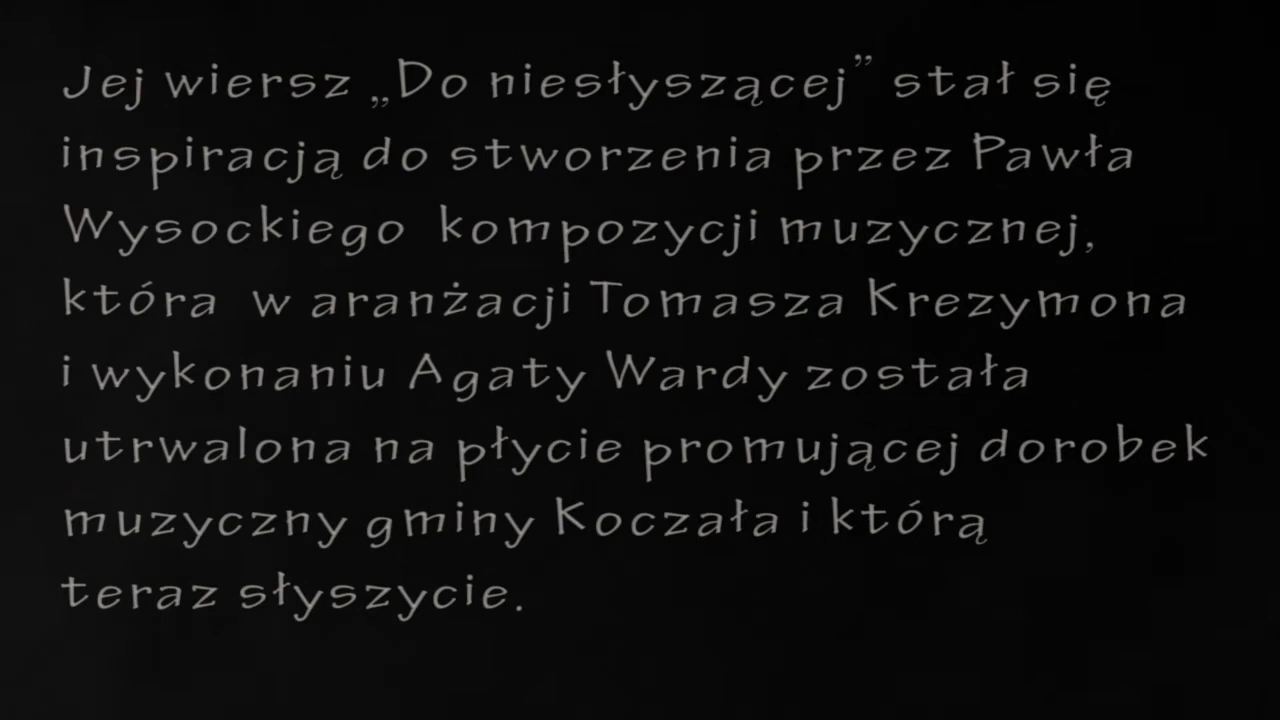 Jej wiersz „Do niesłyszącej” stał się
inspiracją do stworzenia przez Pawła
Wysockiego kompozycji muzycznej,
która w aranżacji Tomasza Krezymona
i wykonaniu Agaty Wardy została
utrwalona na płycie promującej dorobek
muzyczny gminy Koczała i którą
teraz słyszycie.